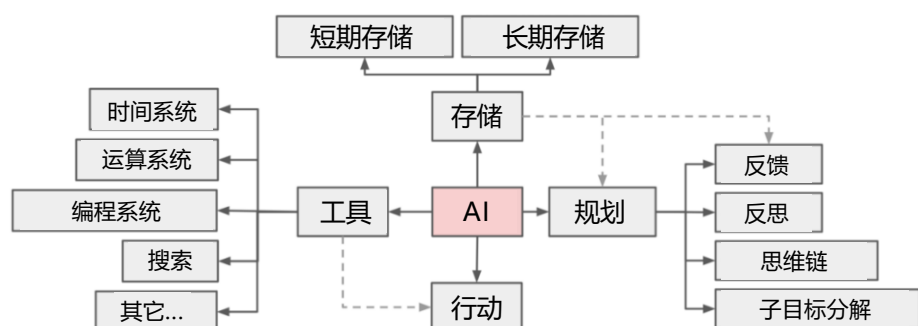 短期存储
长期存储
时间系统
存储
运算系统
反馈
编程系统
工具
AI
规划
反思
搜索
思维链
其它...
行动
子目标分解